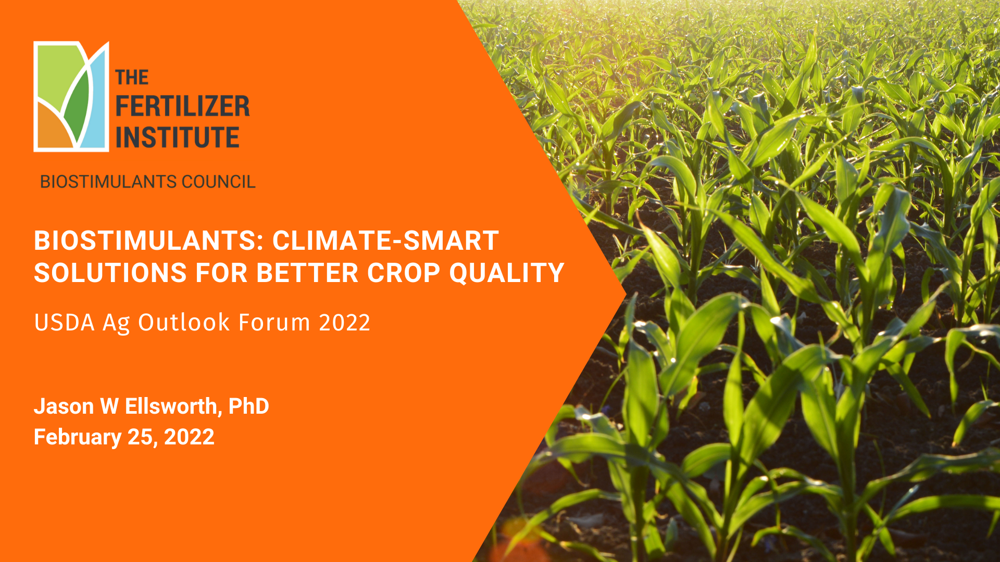 THE
FERTILIZER
INSTITUTE
BIOSTIMULANTS COUNCIL
BIOSTIMULANTS: CLIMATE-SMART
SOLUTIONS FOR BETTER CROP QUALITY
USDA Ag Outlook Forum 2022
Jason W Ellsworth, PhD
February 25, 2022